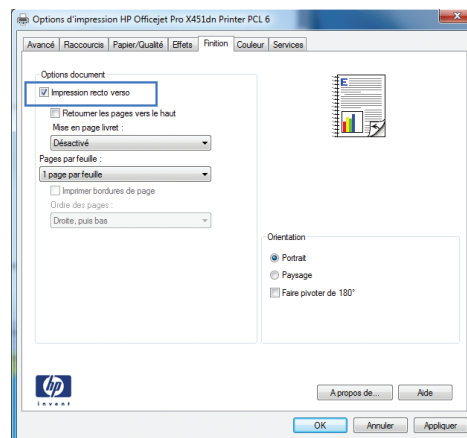 Options d'impression HP Officejet Pro X451dn Printer PCL 6
Avancé Raccourcis Papier/Qualité Effets Finition Couleur Services
Options document
Impression recto verso
Retourner les pages vers le haut
Mise en page livret :
Désactivé
Pages par feuille :
1 page par feuille
Imprimer bordures de page
Ordre des pages :
Droite, puis bas
E
Orientation
Portrait
Paysage
Faire pivoter de 180°
hp
invent
A propos de... Aide
OK Annuler Appliquer